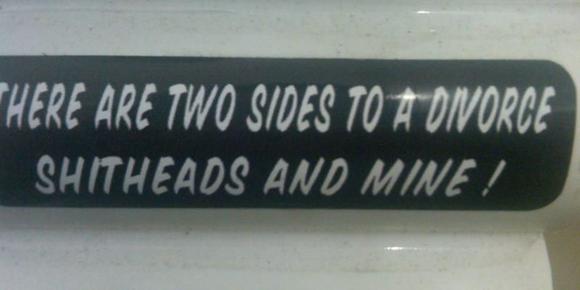 THERE ARE TWO SIDES TO A DIVORCE
SHITHEADS AND MINE !